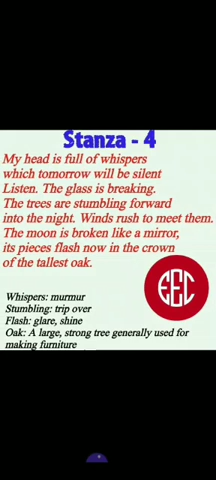 Stanza - 4
My head is full of whispers
which tomorrow will be silent
Listen. The glass is breaking.
The trees are stumbling forward
into the night. Winds rush to meet them.
The moon is broken like a mirror,
its pieces flash now in the crown
of the tallest oak.
EEC
Whispers: murmur
Stumbling: trip over
Flash: glare, shine
Oak: A large, strong tree generally used for
making furniture